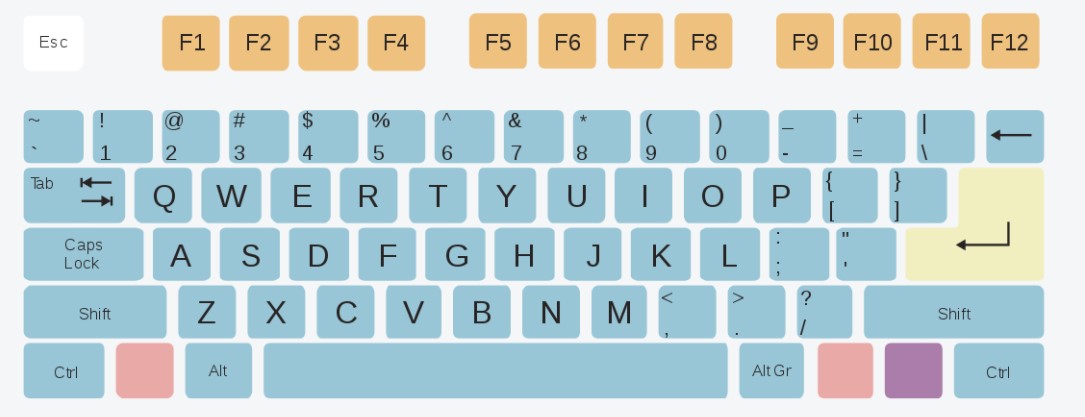 Esc F1 F2 F3 F4 F5 F6 F7 F8 F9 F10 F11 F12
~ ! @ # $ % ^ & * ( ) _ + |
` 1 2 3 4 5 6 7 8 9 0 - = \ ←
Tab Q W E R T Y U I O P { }
[ ]
Caps Lock A S D F G H J K L : "
; '
Shift Z X C V B N M < > ? Shift
, . /
Ctrl Alt Alt Gr Ctrl